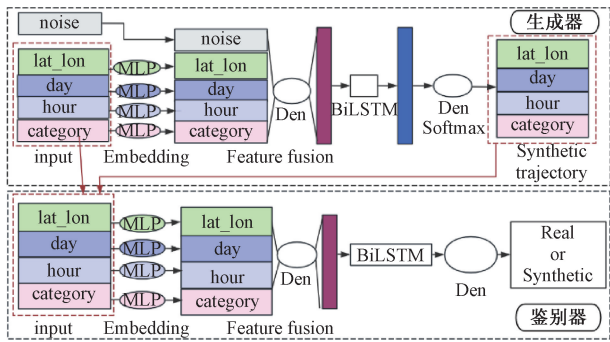 noise
noise
生成器
lat_lon
MLP
lat_lon
lat_lon
day
MLP
day
day
hour
MLP
hour
BiLSTM
Den
hour
category
MLP
category
Den
Softmax
category
input
Embedding
Feature fusion
Synthetic
trajectory
lat_lon
MLP
lat_lon
day
MLP
day
Real
or
Synthetic
hour
MLP
hour
Den
BiLSTM
Den
category
MLP
category
input
Embedding
Feature fusion
鉴别器